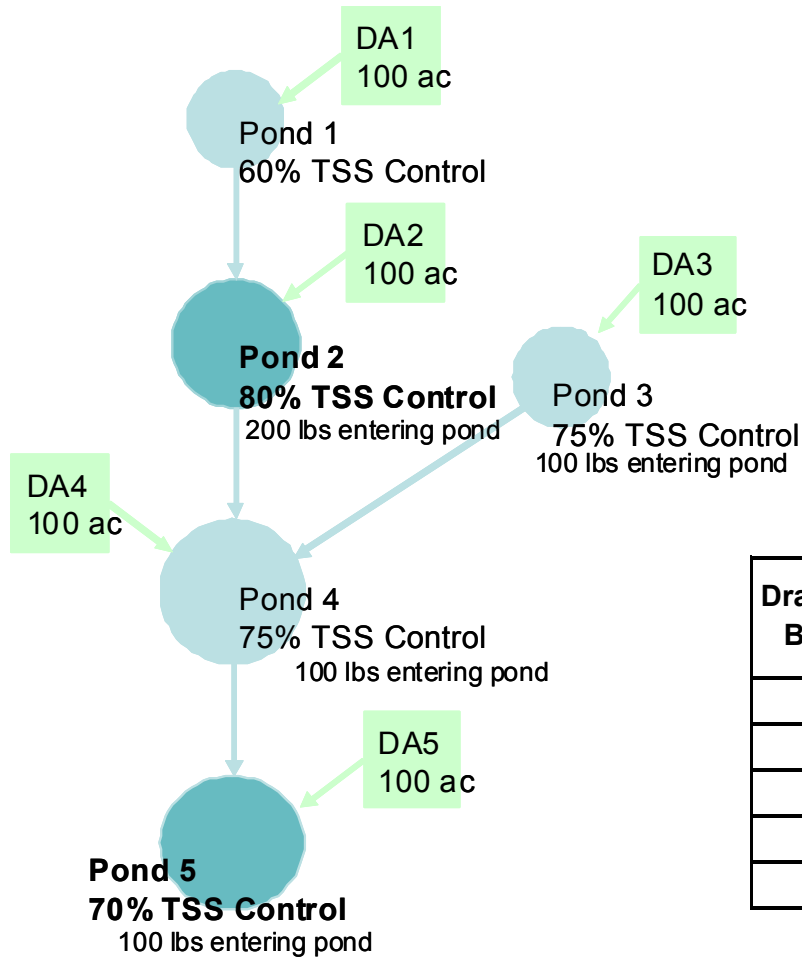 DA1
100 ac
Pond 1
60% TSS Control
DA2
100 ac
DA3
100 ac
Pond 2
80% TSS Control
200 lbs entering pond
Pond 3
75% TSS Control
100 lbs entering pond
DA4
100 ac
Pond 4
75% TSS Control
100 lbs entering pond
DA5
100 ac
Pond 5
70% TSS Control
100 lbs entering pond